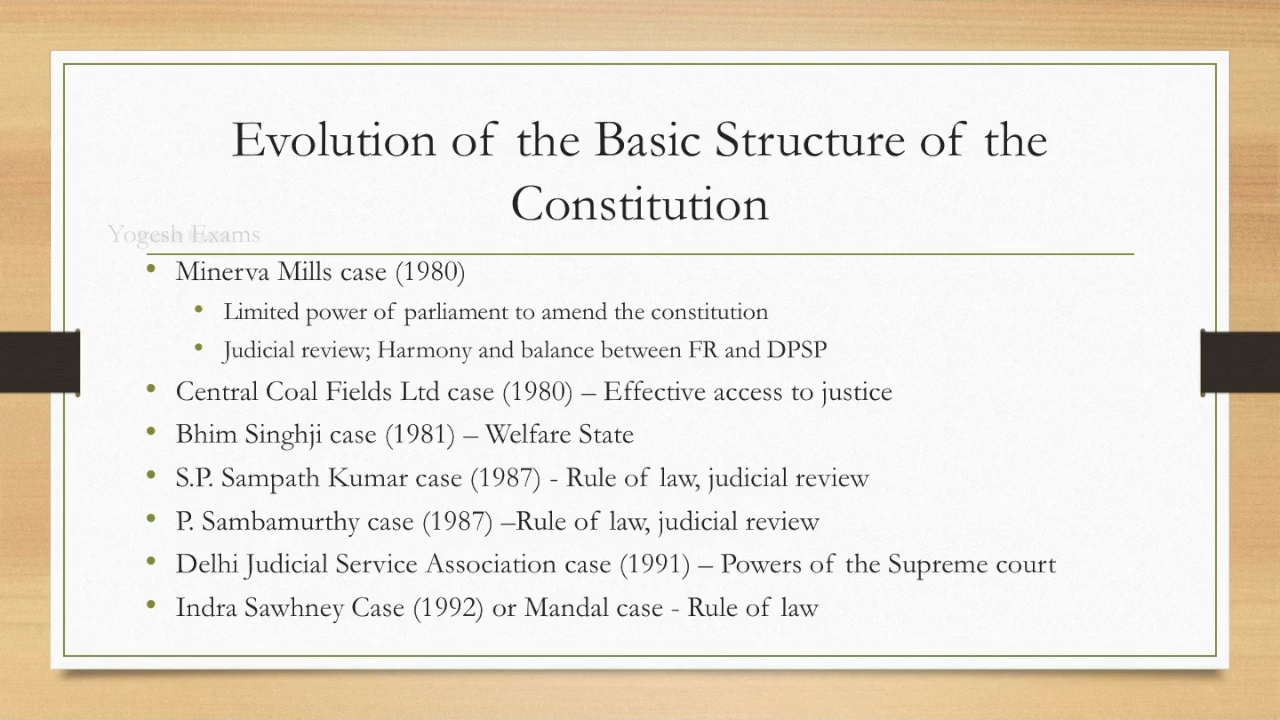 Evolution of the Basic Structure of the
Constitution
Yogesh Exams
• Minerva Mills case (1980)
• Limited power of parliament to amend the constitution
• Judicial review; Harmony and balance between FR and DPSP
• Central Coal Fields Ltd case (1980) – Effective access to justice
• Bhim Singhji case (1981) – Welfare State
• S.P. Sampath Kumar case (1987) - Rule of law, judicial review
• P. Sambamurthy case (1987) –Rule of law, judicial review
• Delhi Judicial Service Association case (1991) – Powers of the Supreme court
• Indra Sawhney Case (1992) or Mandal case - Rule of law